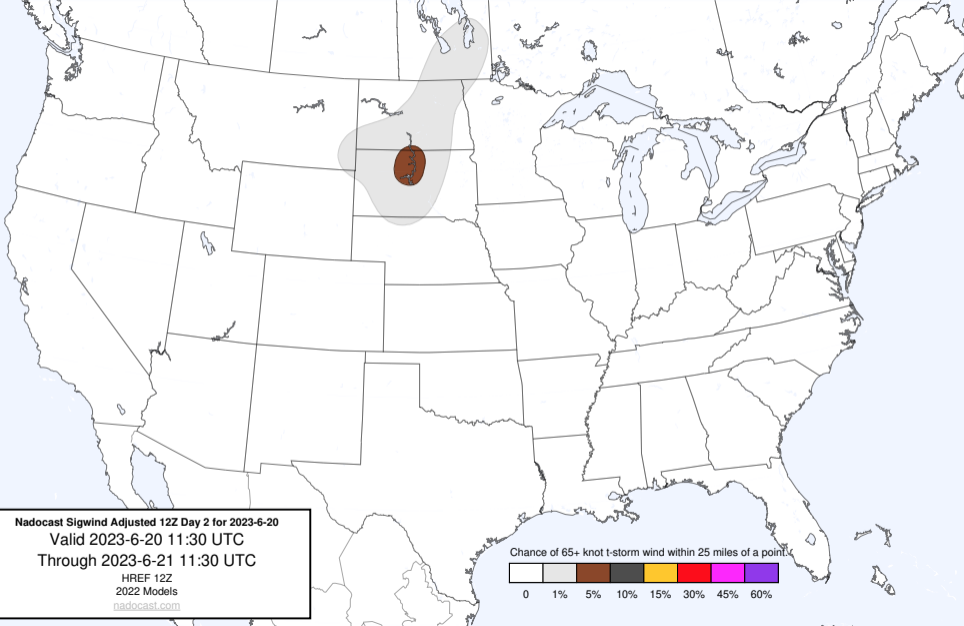 Nadocast Sigwind Adjusted 12Z Day 2 for 2023-6-20
Valid 2023-6-20 11:30 UTC
Through 2023-6-21 11:30 UTC
HREF 12Z
2022 Models
nadocast.com
Chance of 65+ knot t-storm wind within 25 miles of a point.
0 1% 5% 10% 15% 30% 45% 60%